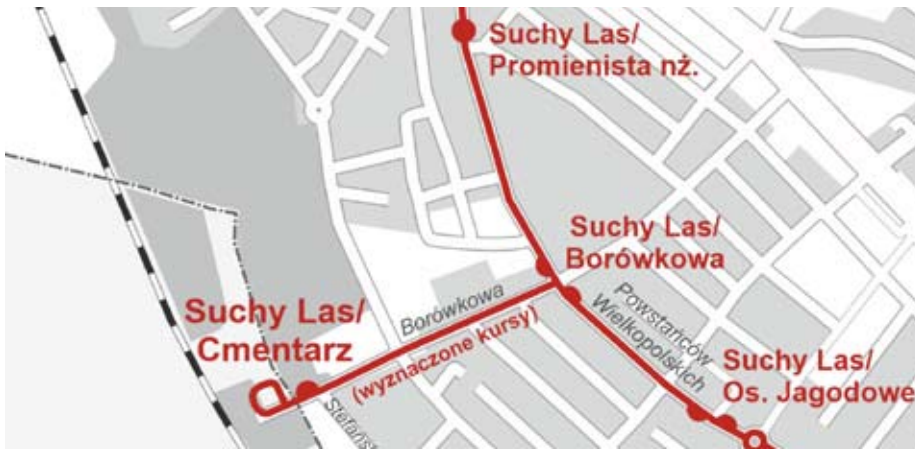 Suchy Las/
Promienista nż.
Suchy Las/
Borówkowa
Borówkowa
Powstańców
Wielkopolskich
Suchy Las/
Cmentarz
(wyznaczone kursy)
Suchy Las/
Os. Jagodowe